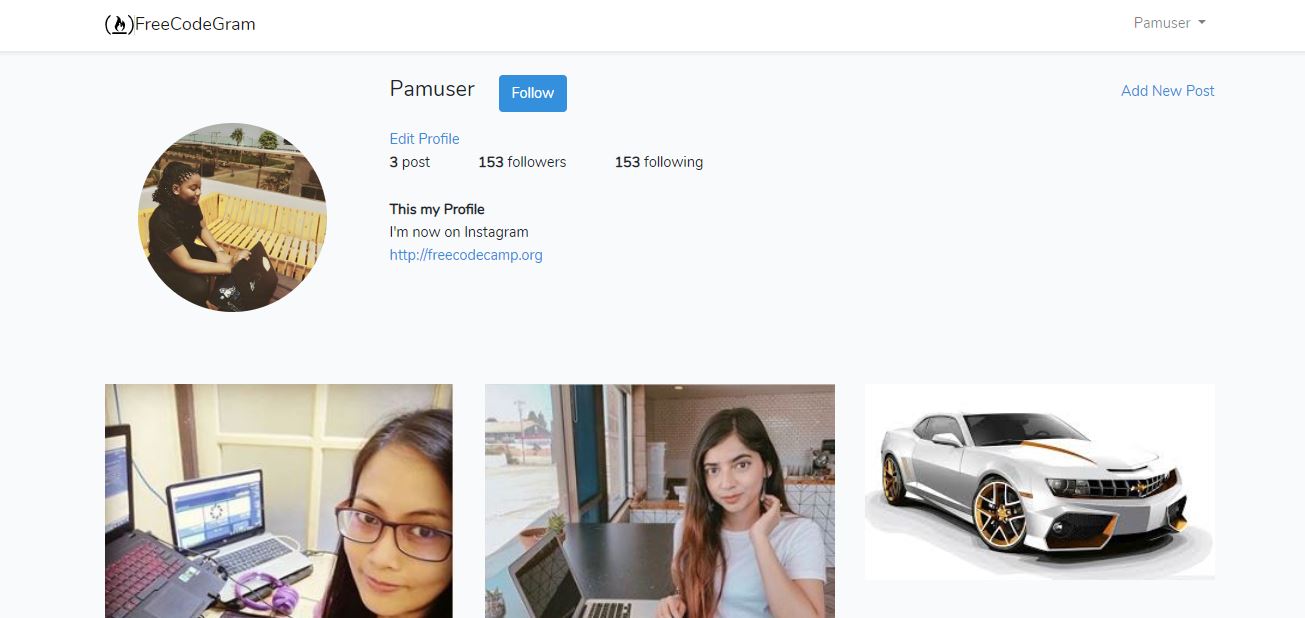 (🔥)FreeCodeGram
Pamuser
Pamuser
Follow
Add New Post
Edit Profile
3 post 153 followers 153 following
This my Profile
I'm now on Instagram
http://freecodecamp.org